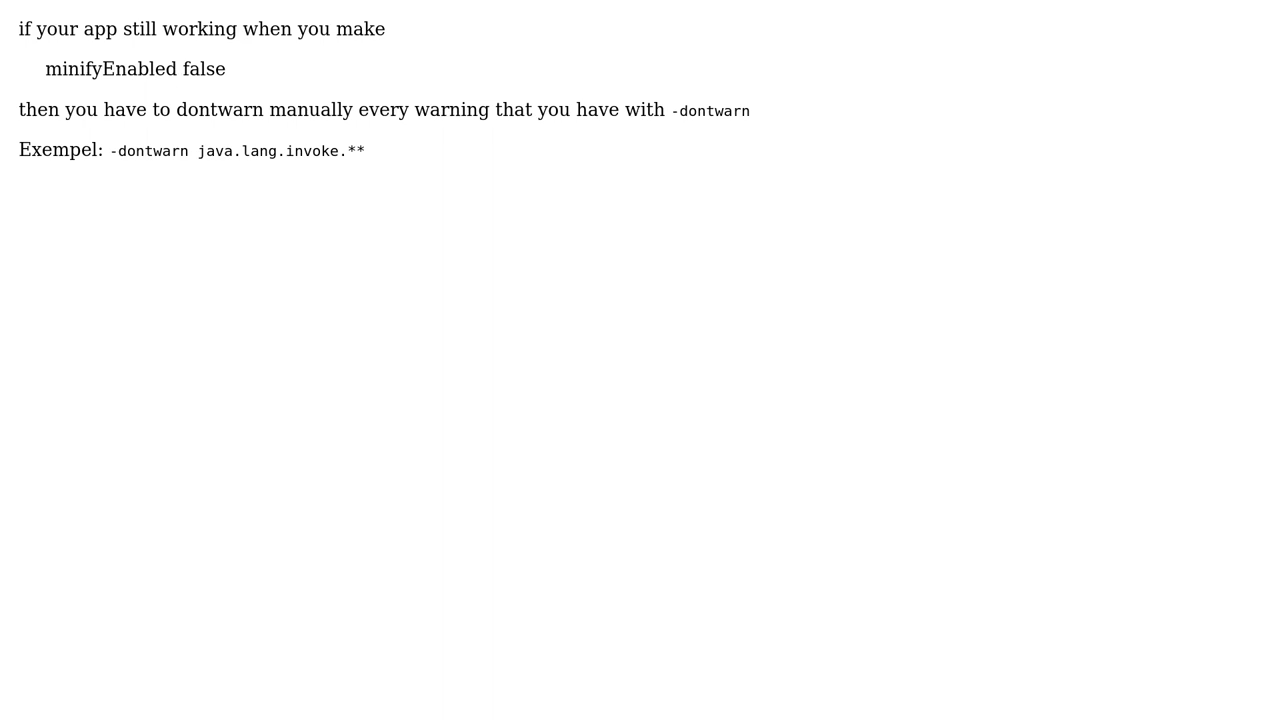 if your app still working when you make
minifyEnabled false
then you have to dontwarn manually every warning that you have with -dontwarn
Exempel: -dontwarn java.lang.invoke.**